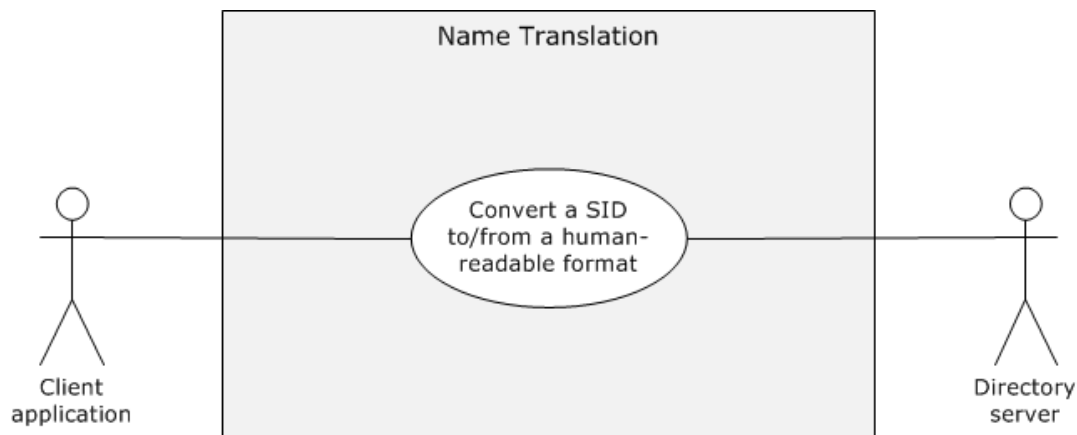 Name Translation
Convert a SID
to/from a human-
readable format
Client
application
Directory
server